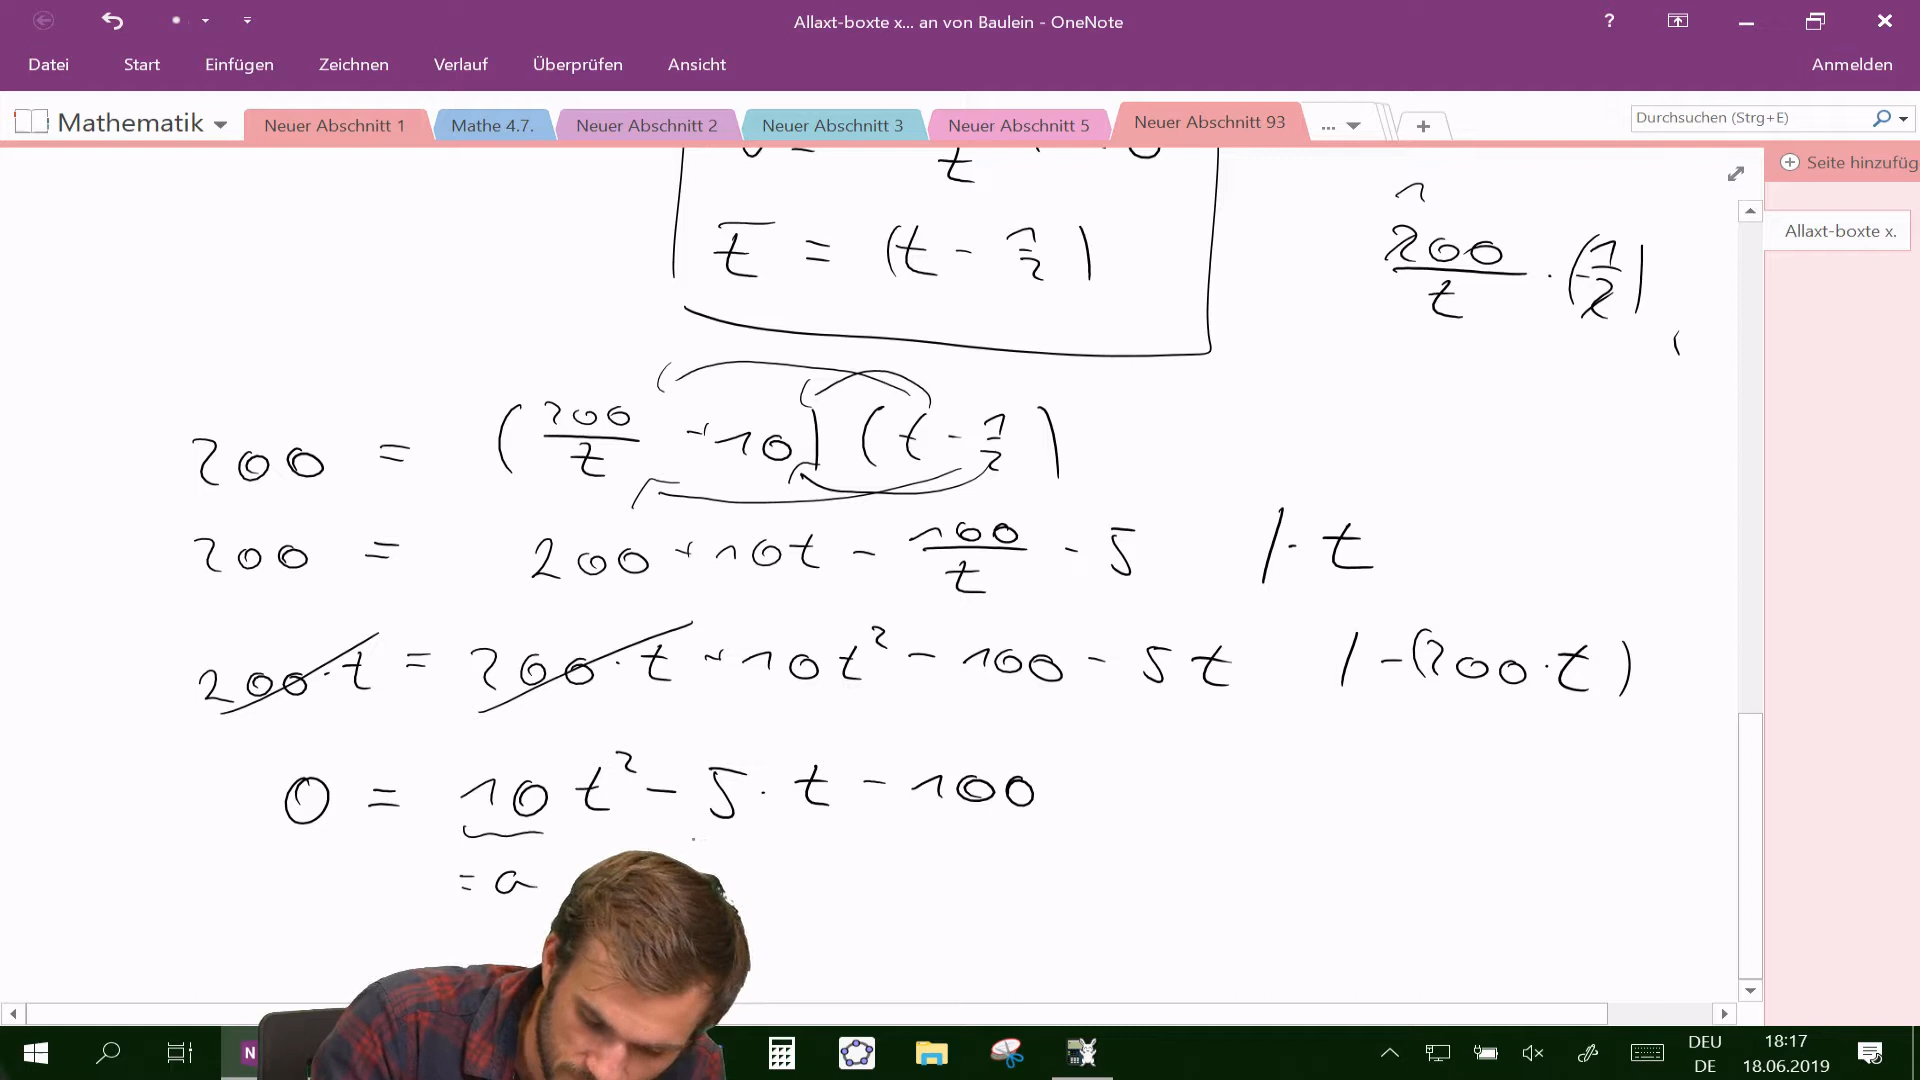 Allaxt-boxte x... an von Baulein - OneNote
?
Datei Start Einfügen Zeichnen Verlauf Überprüfen Ansicht Anmelden
Mathematik
Neuer Abschnitt 1 Mathe 4.7. Neuer Abschnitt 2 Neuer Abschnitt 3 Neuer Abschnitt 5 Neuer Abschnitt 93 ... +
Durchsuchen (Strg+E)
Seite hinzufüg
Allaxt-boxte x.
t̅ = (t - 1/2)
1
200/t · (1/2)
200 = (200/t + 10) (t - 1/2)
200 = 200 + 10t - 100/t - 5 | · t
200·t = 200·t + 10t² - 100 - 5t | -(200·t)
0 = 10t² - 5·t - 100
= a
N
DEU
DE
18:17
18.06.2019